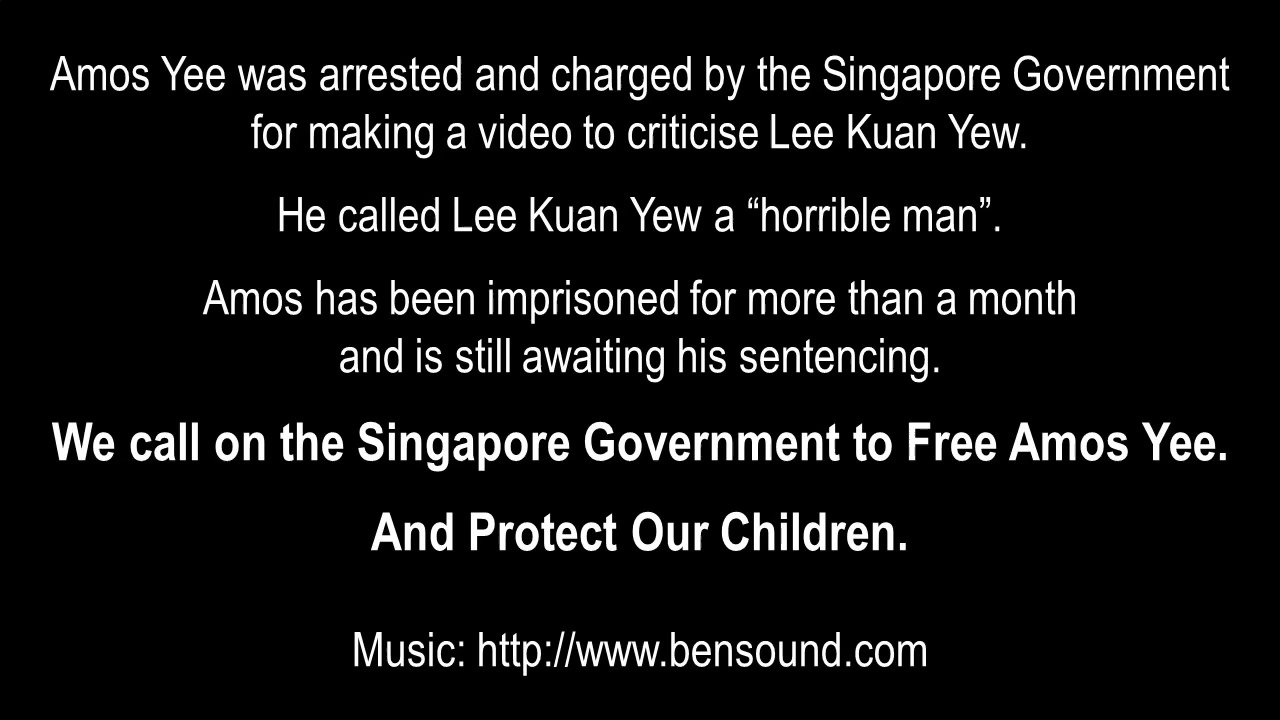 Amos Yee was arrested and charged by the Singapore Government
for making a video to criticise Lee Kuan Yew.
He called Lee Kuan Yew a “horrible man”.
Amos has been imprisoned for more than a month
and is still awaiting his sentencing.
We call on the Singapore Government to Free Amos Yee.
And Protect Our Children.
Music: http://www.bensound.com